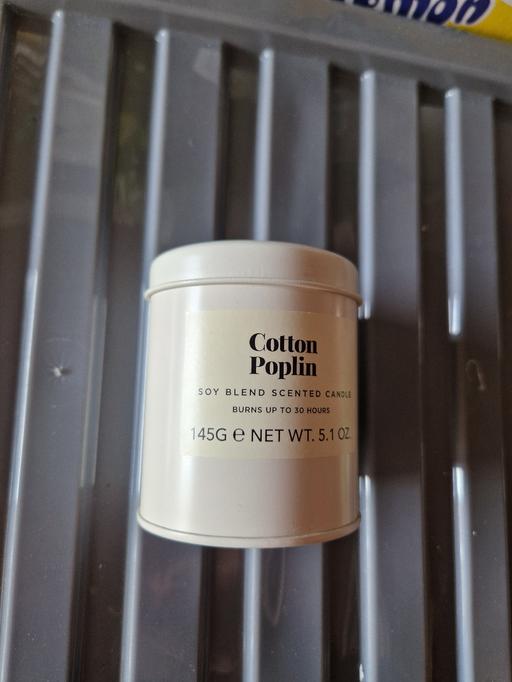 Cotton
Poplin
SOY BLEND SCENTED CANDLE
BURNS UP TO 30 HOURS
145G ℮ NET WT. 5.1 OZ.